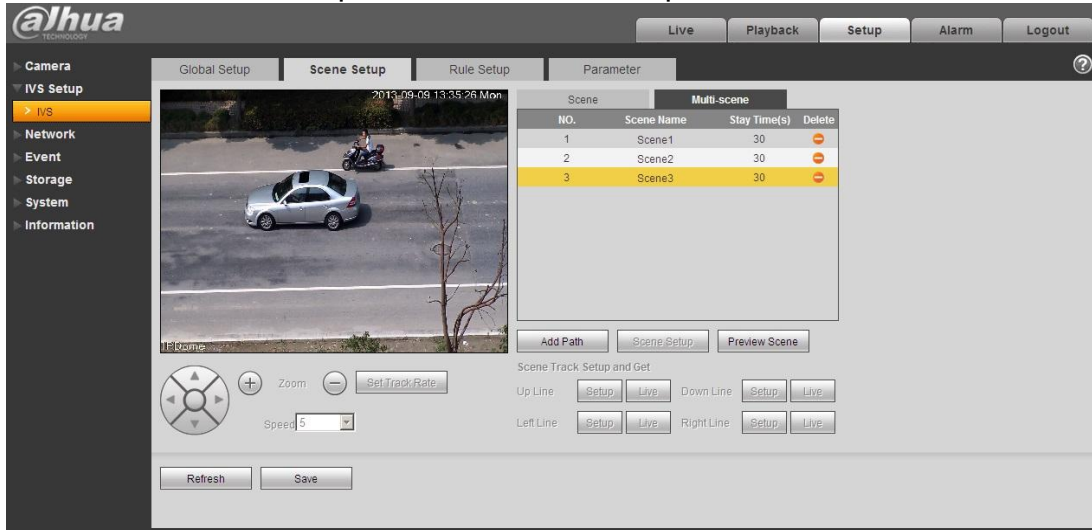 alhua
TECHNOLOGY
Live Playback Setup Alarm Logout
Camera
IVS Setup
> IVS
Network
Event
Storage
System
Information
Global Setup Scene Setup Rule Setup Parameter
?
2013-09-09 13:35:26 Mon
IPDome
Scene Multi-scene
NO. Scene Name Stay Time(s) Delete
1 Scene1 30
2 Scene2 30
3 Scene3 30
Add Path Scene Setup Preview Scene
Scene Track Setup and Get
Up Line Setup Live Down Line Setup Live
Left Line Setup Live Right Line Setup Live
Zoom Set Track Rate
Speed 5
Refresh Save